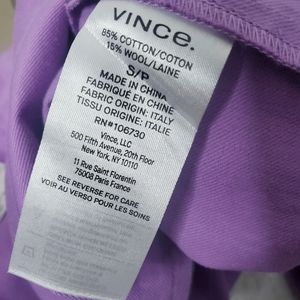 VINCE.
85% COTTON/COTON
15% WOOL/LAINE
S/P
MADE IN CHINA
FABRIQUÉ EN CHINE
FABRIC ORIGIN: ITALY
TISSU ORIGINE: ITALIE
RN#106730
Vince, LLC
500 Fifth Avenue, 20th Floor
New York, NY 10110
11 Rue Saint Florentin
75008 Paris France
SEE REVERSE FOR CARE
VOIR AU VERSO POUR LES SOINS